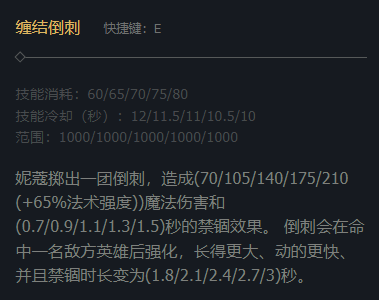 缠结倒刺 快捷键：E
技能消耗：60/65/70/75/80
技能冷却（秒）：12/11.5/11/10.5/10
范围：1000/1000/1000/1000/1000
妮蔻掷出一团倒刺，造成(70/105/140/175/210
(+65%法术强度))魔法伤害和
(0.7/0.9/1.1/1.3/1.5)秒的禁锢效果。 倒刺会在命
中一名敌方英雄后强化，长得更大、动的更快、
并且禁锢时长变为(1.8/2.1/2.4/2.7/3)秒。